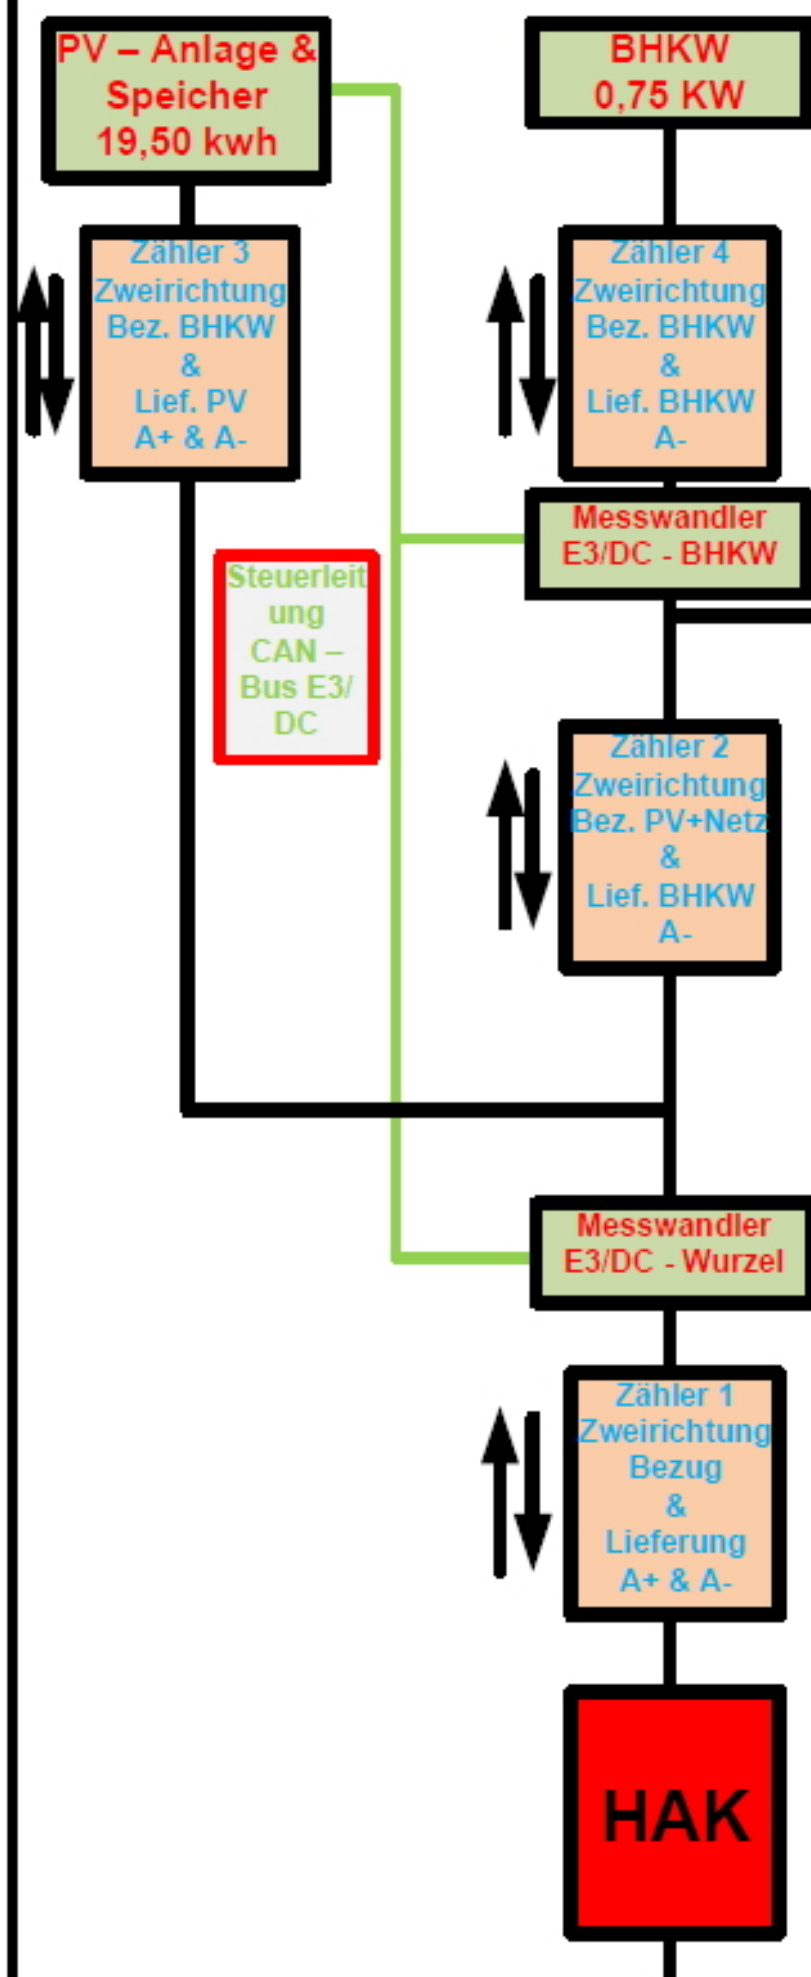 PV – Anlage &
Speicher
19,50 kwh
BHKW
0,75 KW
Zähler 3
Zweirichtung
Bez. BHKW
&
Lief. PV
A+ & A-
Zähler 4
Zweirichtung
Bez. BHKW
&
Lief. BHKW
A-
Messwandler
E3/DC - BHKW
Steuerleit
ung
CAN –
Bus E3/
DC
Zähler 2
Zweirichtung
Bez. PV+Netz
&
Lief. BHKW
A-
Messwandler
E3/DC - Wurzel
Zähler 1
Zweirichtung
Bezug
&
Lieferung
A+ & A-
HAK